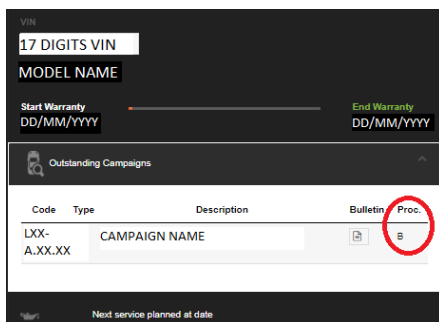 VIN
17 DIGITS VIN
MODEL NAME
Start Warranty End Warranty
DD/MM/YYYY DD/MM/YYYY
Outstanding Campaigns
Code Type Description Bulletin Proc.
LXX- CAMPAIGN NAME B
A.XX.XX
Next service planned at date